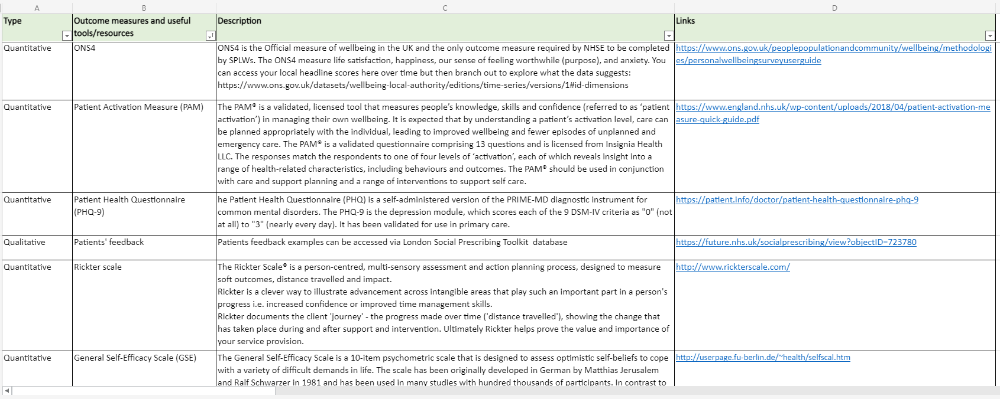 A B C D
Type
Outcome measures and useful
tools/resources
Description
Links
Quantitative
ONS4
ONS4 is the Official measure of wellbeing in the UK and the only outcome measure required by NHSE to be completed
by SPLWs. The ONS4 measure life satisfaction, happiness, our sense of feeling worthwhile (purpose), and anxiety. You
can access your local headline scores here over time but then branch out to explore what the data suggests:
https://www.ons.gov.uk/datasets/wellbeing-local-authority/editions/time-series/versions/1#id-dimensions
https://www.ons.gov.uk/peoplepopulationandcommunity/wellbeing/methodologi
es/personalwellbeingsurveyuserguide
Quantitative
Patient Activation Measure (PAM)
The PAM® is a validated, licensed tool that measures people’s knowledge, skills and confidence (referred to as ‘patient
activation’) in managing their own wellbeing. It is expected that by understanding a patient’s activation level, care can
be planned appropriately with the individual, leading to improved wellbeing and fewer episodes of unplanned and
emergency care. The PAM® is a validated questionnaire comprising 13 questions and is licensed from Insignia Health
LLC. The responses match the respondents to one of four levels of ‘activation’, each of which reveals insight into a
range of health-related characteristics, including behaviours and outcomes. The PAM® should be used in conjunction
with care and support planning and a range of interventions to support self care.
https://www.england.nhs.uk/wp-content/uploads/2018/04/patient-activation-me
asure-quick-guide.pdf
Quantitative
Patient Health Questionnaire
(PHQ-9)
he Patient Health Questionnaire (PHQ) is a self-administered version of the PRIME-MD diagnostic instrument for
common mental disorders. The PHQ-9 is the depression module, which scores each of the 9 DSM-IV criteria as "0" (not
at all) to "3" (nearly every day). It has been validated for use in primary care.
https://patient.info/doctor/patient-health-questionnaire-phq-9
Qualitative
Patients' feedback
Patients feedback examples can be accessed via London Social Prescribing Toolkit  database
https://future.nhs.uk/socialprescribing/view?objectID=723780
Quantitative
Rickter scale
The Rickter Scale® is a person-centred, multi-sensory assessment and action planning process, designed to measure
soft outcomes, distance travelled and impact.
Rickter is a clever way to illustrate advancement across intangible areas that play such an important part in a person's
progress i.e. increased confidence or improved time management skills.
Rickter documents the client 'journey' - the progress made over time ('distance travelled'), showing the change that
has taken place during and after support and intervention. Ultimately Rickter helps prove the value and importance of
your service provision.
http://www.rickterscale.com/
Quantitative
General Self-Efficacy Scale (GSE)
The General Self-Efficacy Scale is a 10-item psychometric scale that is designed to assess optimistic self-beliefs to cope
with a variety of difficult demands in life. The scale has been originally developed in German by Matthias Jerusalem
and Ralf Schwarzer in 1981 and has been used in many studies with hundred thousands of participants. In contrast to
http://userpage.fu-berlin.de/~health/selfscal.htm